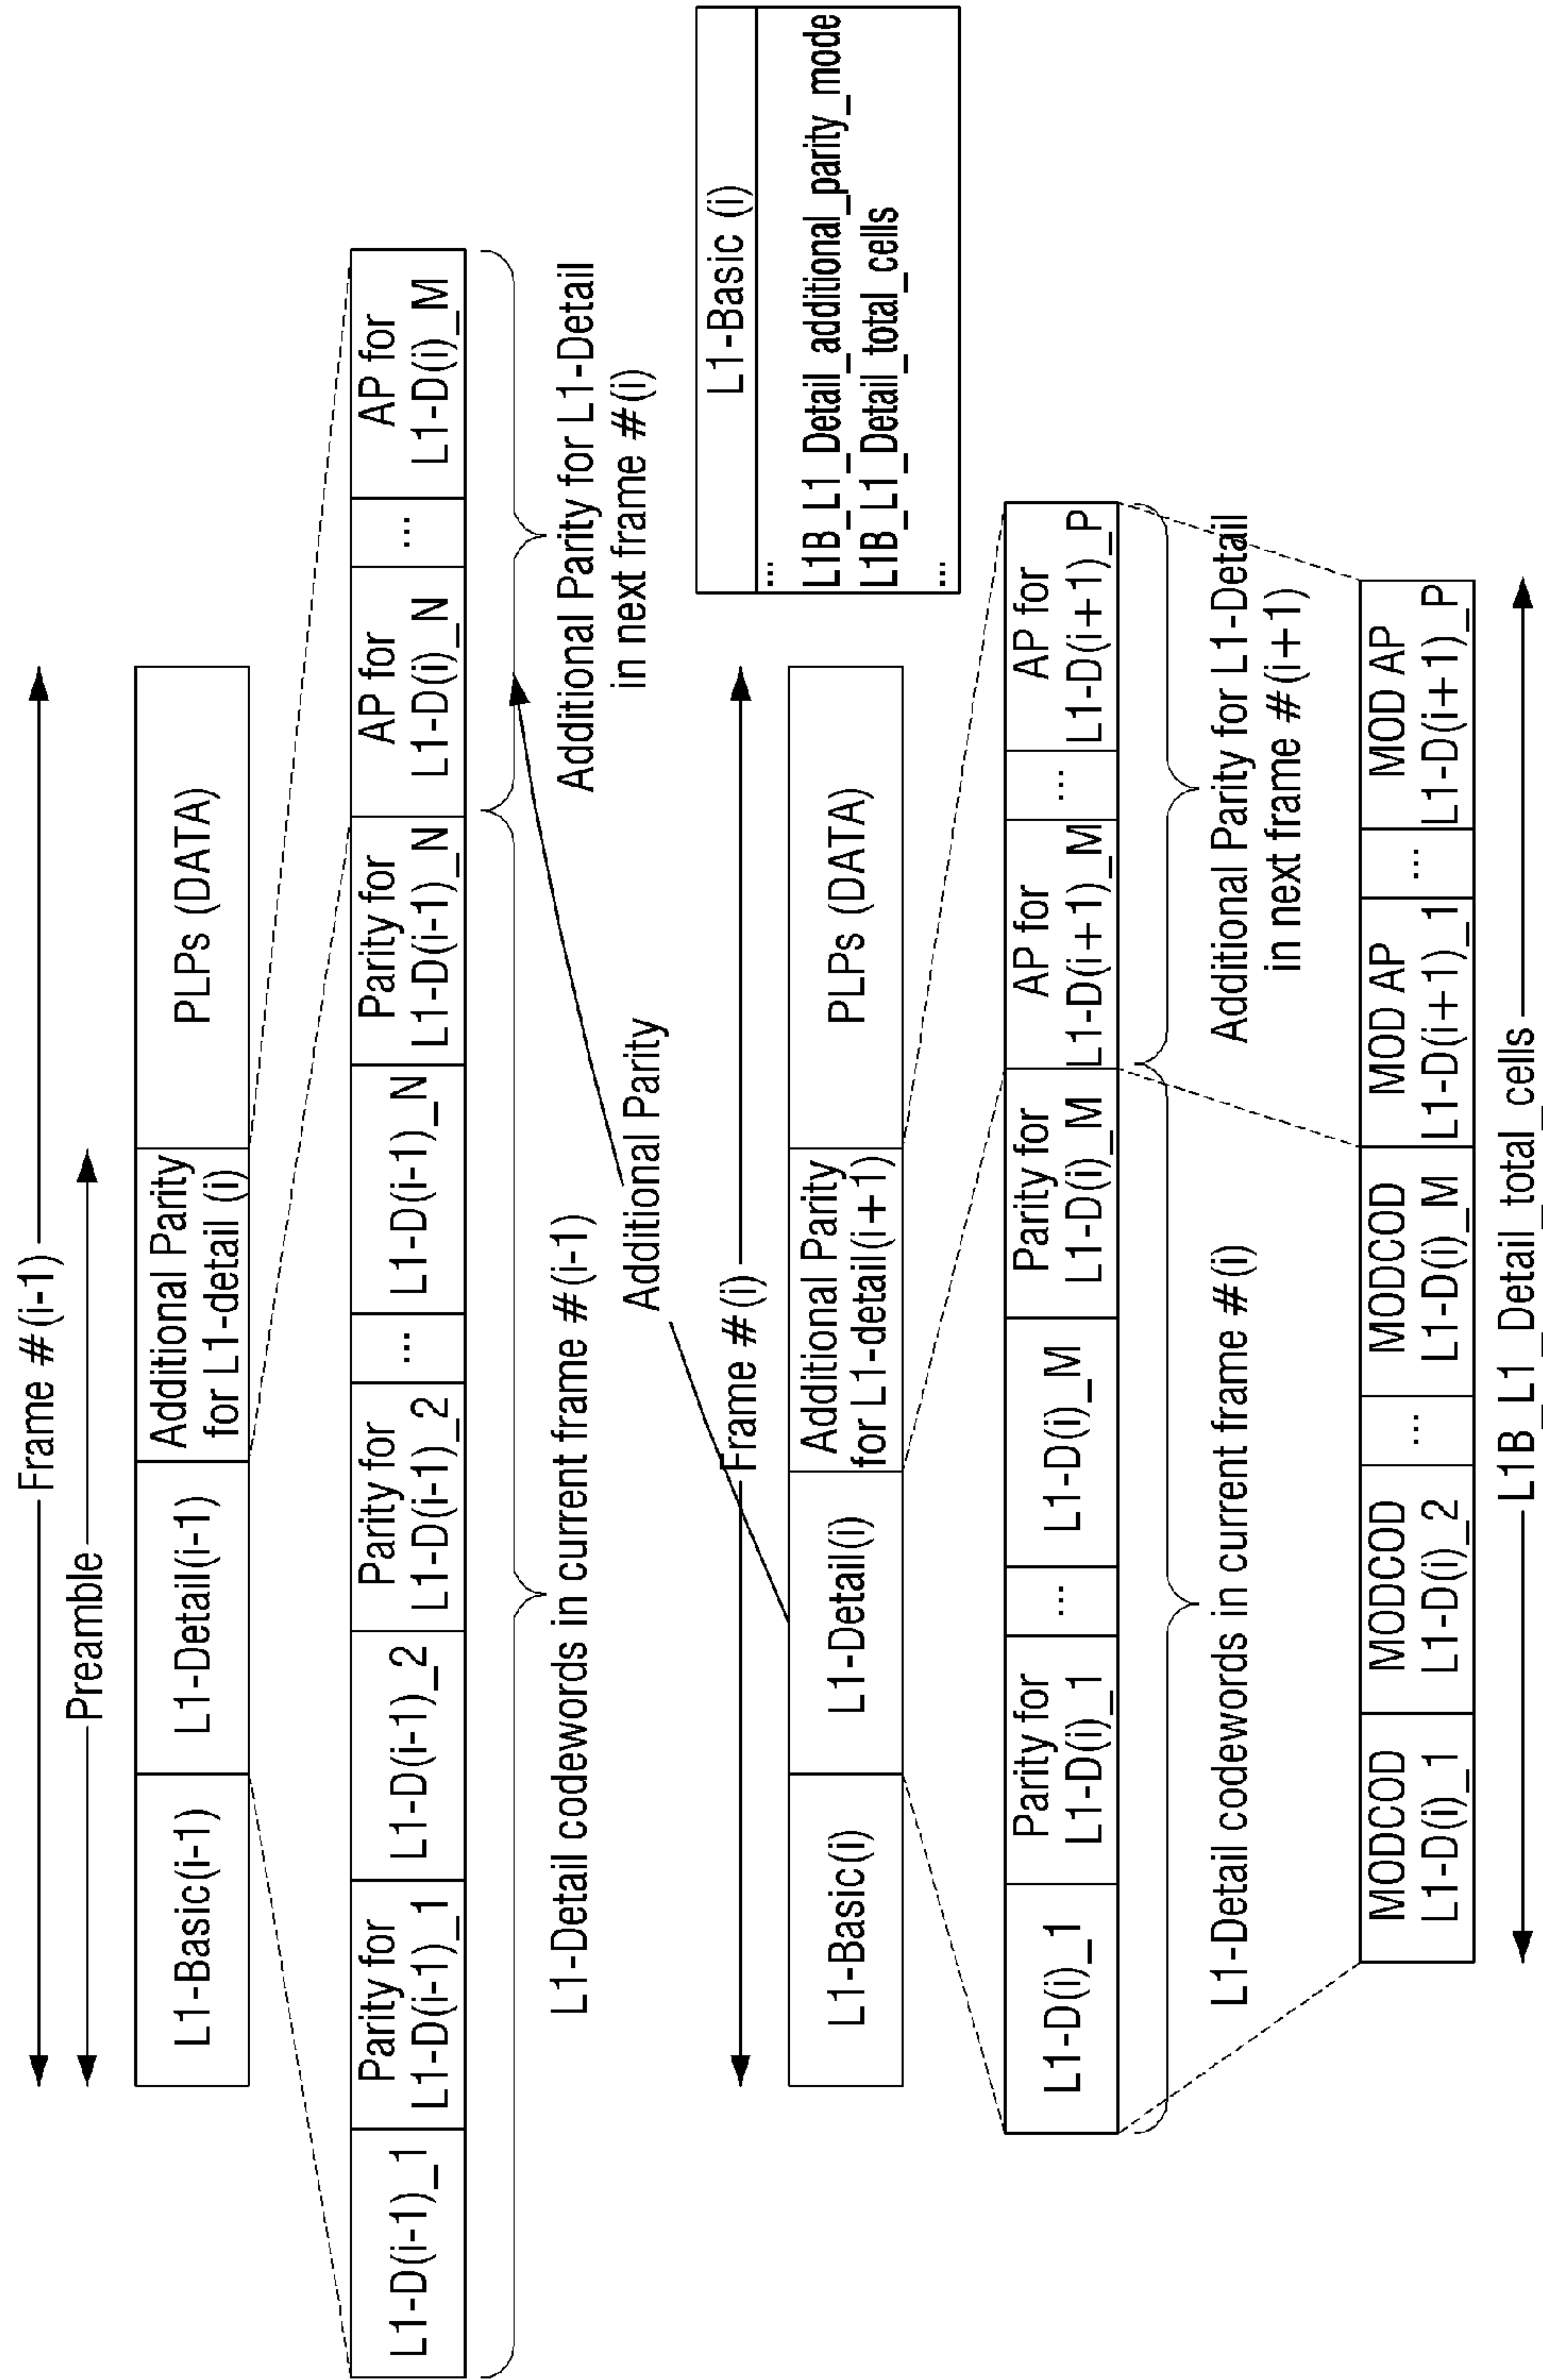 Frame #(i-1)
Preamble
L1-Basic(i-1)
L1-Detail(i-1)
Additional Parity
for L1-detail (i)
PLPs (DATA)
L1-D(i-1)_1
Parity for
L1-D(i-1)_1
L1-D(i-1)_2
Parity for
L1-D(i-1)_2
...
L1-D(i-1)_N
Parity for
L1-D(i-1)_N
AP for
L1-D(i)_N
...
AP for
L1-D(i)_M
L1-Detail codewords in current frame #(i-1)
Additional Parity for L1-Detail
in next frame #(i)
Additional Parity
Frame #(i)
L1-Basic(i)
L1-Detail(i)
Additional Parity
for L1-detail(i+1)
PLPs (DATA)
L1-Basic (i)
...
L1B_L1_Detail_additional_parity_mode
L1B_L1_Detail_total_cells
...
L1-D(i)_1
Parity for
L1-D(i)_1
...
L1-D(i)_M
Parity for
L1-D(i)_M
AP for
L1-D(i+1)_M
...
AP for
L1-D(i+1)_P
L1-Detail codewords in current frame #(i)
Additional Parity for L1-Detail
in next frame #(i+1)
MODCOD
L1-D(i)_1
MODCOD
L1-D(i)_2
...
MODCOD
L1-D(i)_M
MOD AP
L1-D(i+1)_1
...
MOD AP
L1-D(i+1)_P
L1B_L1_Detail_total_cells